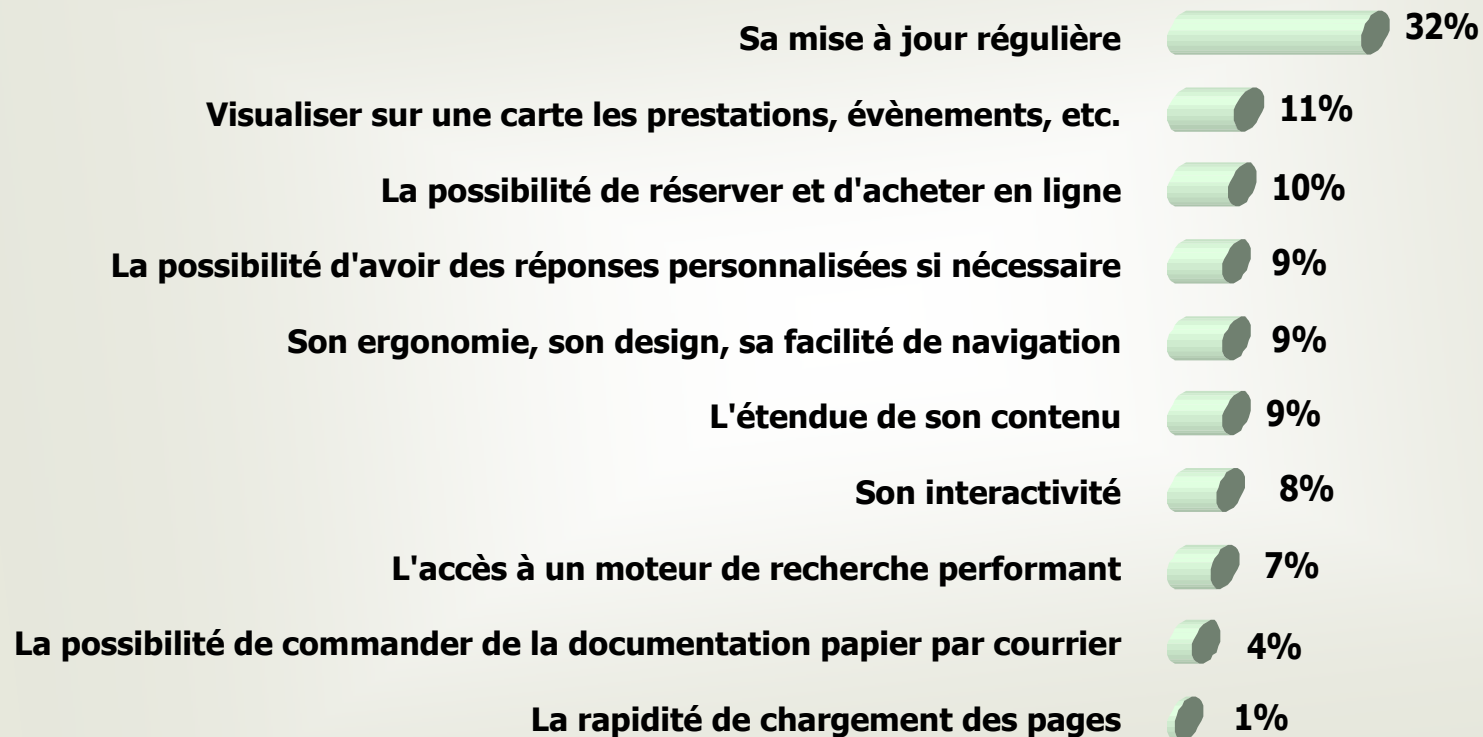 Sa mise à jour régulière 32%
Visualiser sur une carte les prestations, évènements, etc. 11%
La possibilité de réserver et d'acheter en ligne 10%
La possibilité d'avoir des réponses personnalisées si nécessaire 9%
Son ergonomie, son design, sa facilité de navigation 9%
L'étendue de son contenu 9%
Son interactivité 8%
L'accès à un moteur de recherche performant 7%
La possibilité de commander de la documentation papier par courrier 4%
La rapidité de chargement des pages 1%